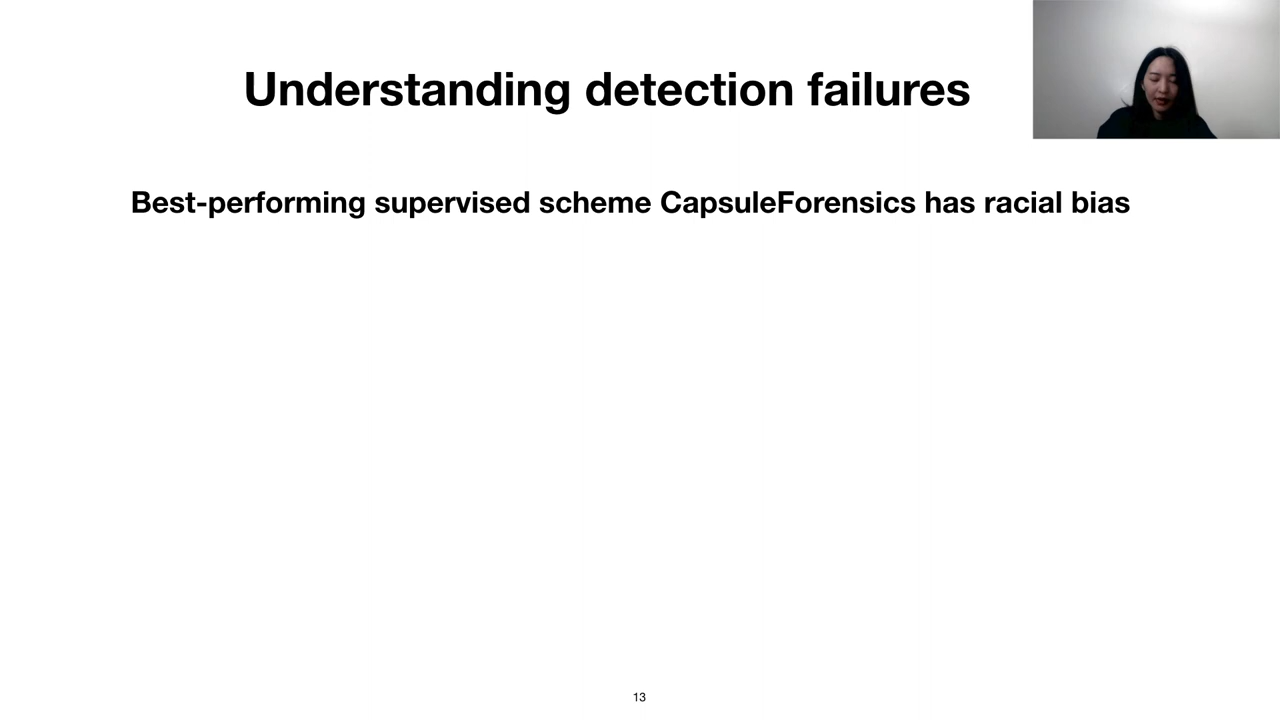 Understanding detection failures
Best-performing supervised scheme CapsuleForensics has racial bias
13